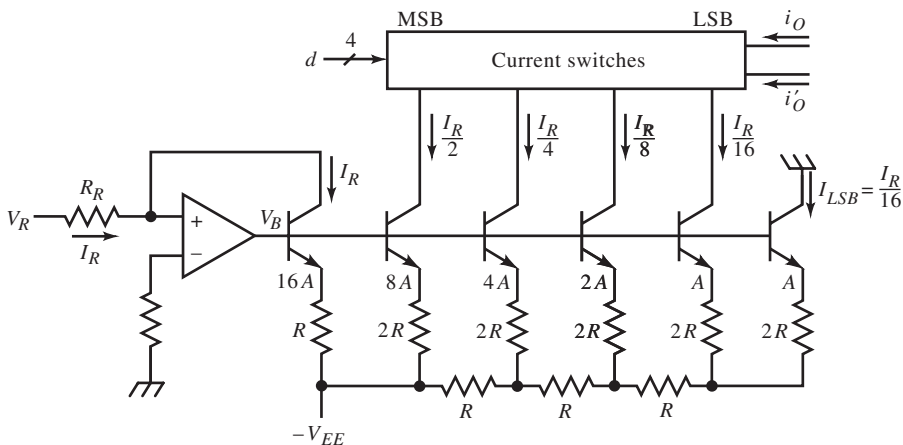 MSB
LSB
i_O
d
4
Current switches
i'_O
I_R/2
I_R/4
I_R/8
I_R/16
I_R
I_LSB = I_R/16
R_R
V_R
+
V_B
I_R
−
16A
8A
4A
2A
A
A
R
2R
2R
2R
2R
2R
R
R
R
−V_EE